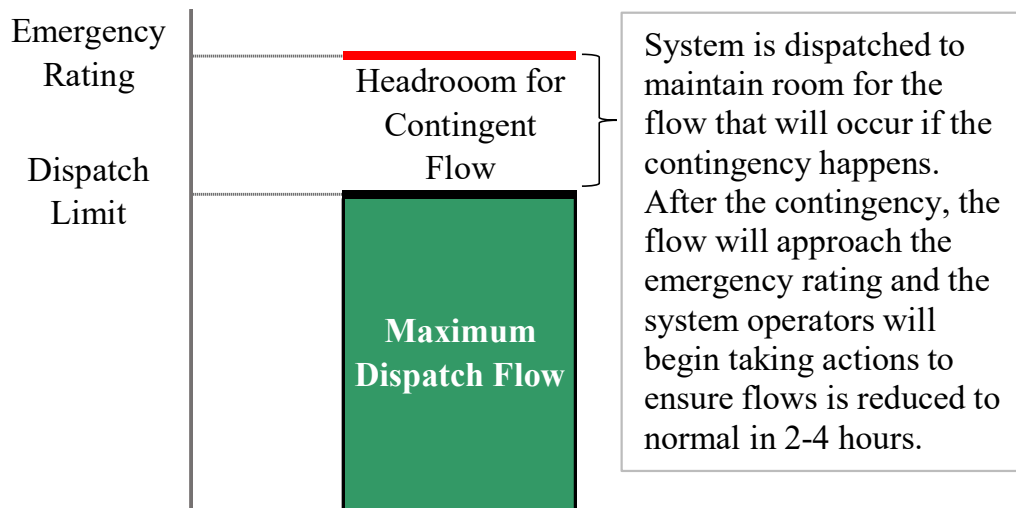 Emergency
Rating
Headrooom for
Contingent
Flow
Dispatch
Limit
Maximum
Dispatch Flow
System is dispatched to
maintain room for the
flow that will occur if the
contingency happens.
After the contingency, the
flow will approach the
emergency rating and the
system operators will
begin taking actions to
ensure flows is reduced to
normal in 2-4 hours.